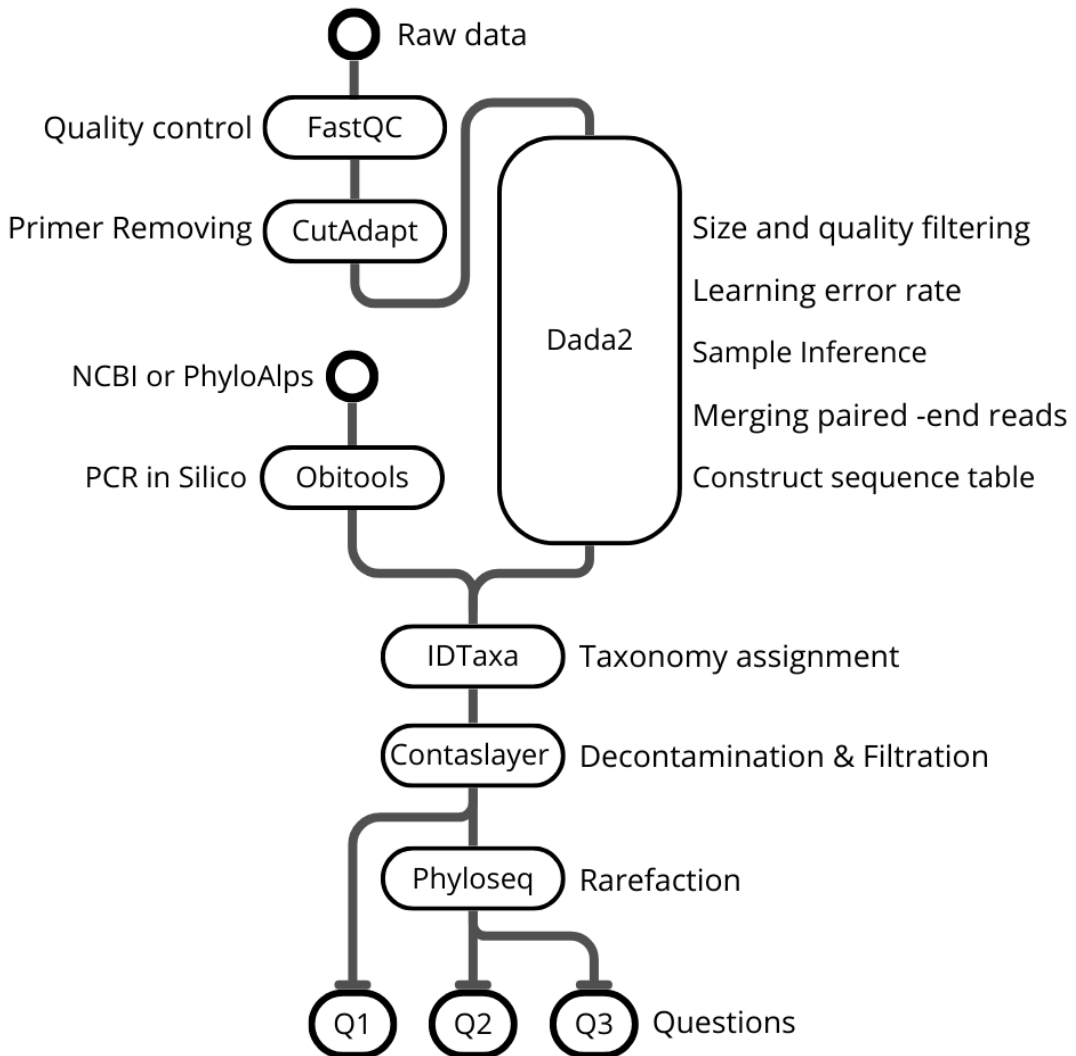 Raw data
Quality control
FastQC
Primer Removing
CutAdapt
Dada2
Size and quality filtering
Learning error rate
Sample Inference
Merging paired -end reads
Construct sequence table
NCBI or PhyloAlps
PCR in Silico
Obitools
IDTaxa
Taxonomy assignment
Contaslayer
Decontamination & Filtration
Phyloseq
Rarefaction
Q1
Q2
Q3
Questions